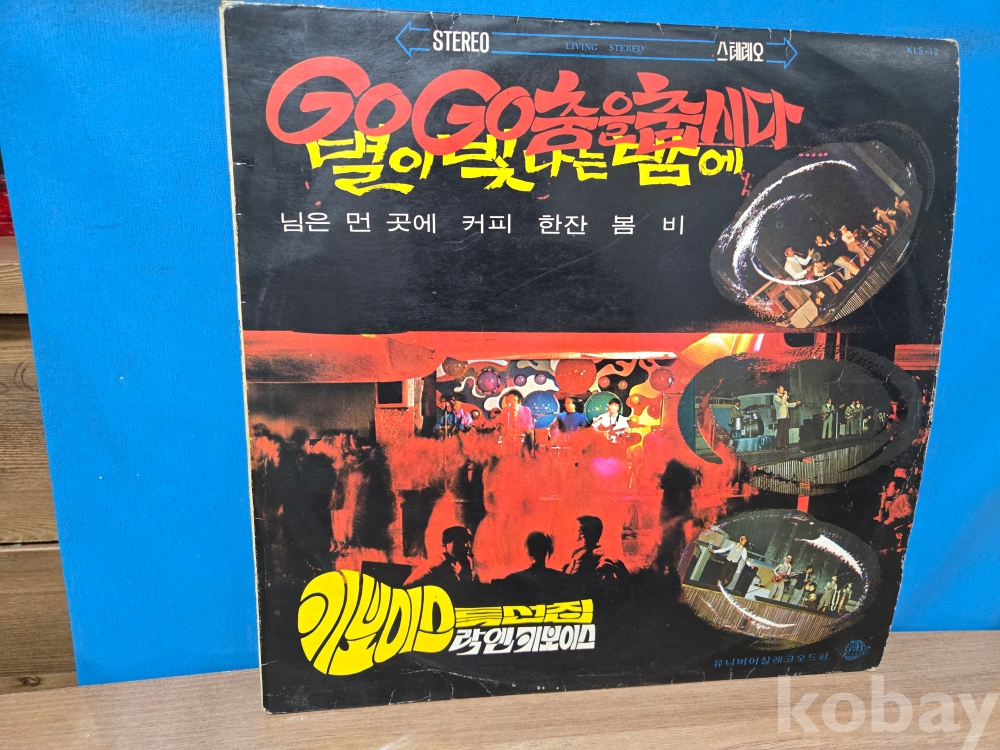 STEREO LIVING STEREO 스테레오 KLS-12
GOGO춤을춥시다.....
별이 빛나는 밤에
님은 먼 곳에 커피 한잔 봄 비
키보이스 특선집
락앤 키보이스
유니버어살레코오드社
kobay